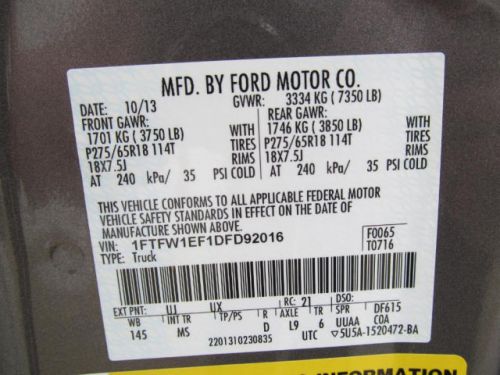 MFD. BY FORD MOTOR CO.
DATE: 10/13 GVWR: 3334 KG ( 7350 LB)
FRONT GAWR: REAR GAWR:
1701 KG ( 3750 LB) WITH 1746 KG ( 3850 LB) WITH
P275/65R18 114T TIRES P275/65R18 114T TIRES
18X7.5J RIMS 18X7.5J RIMS
AT 240 kPa/ 35 PSI COLD AT 240 kPa/ 35 PSI COLD
THIS VEHICLE CONFORMS TO ALL APPLICABLE FEDERAL MOTOR
VEHICLE SAFETY STANDARDS IN EFFECT ON THE DATE OF
MANUFACTURE SHOWN ABOVE.
VIN: 1FTFW1EF1DFD92016 F0065
TYPE: Truck T0716
EXT PNT: UJ UX RC: 21 DSO:
WB INT TR TP/PS R AXLE TR SPR DF615
145 MS D L9 6 UUAA COA
2201310230835 UTC ▽5U5A-1520472-BA
INFORMATION